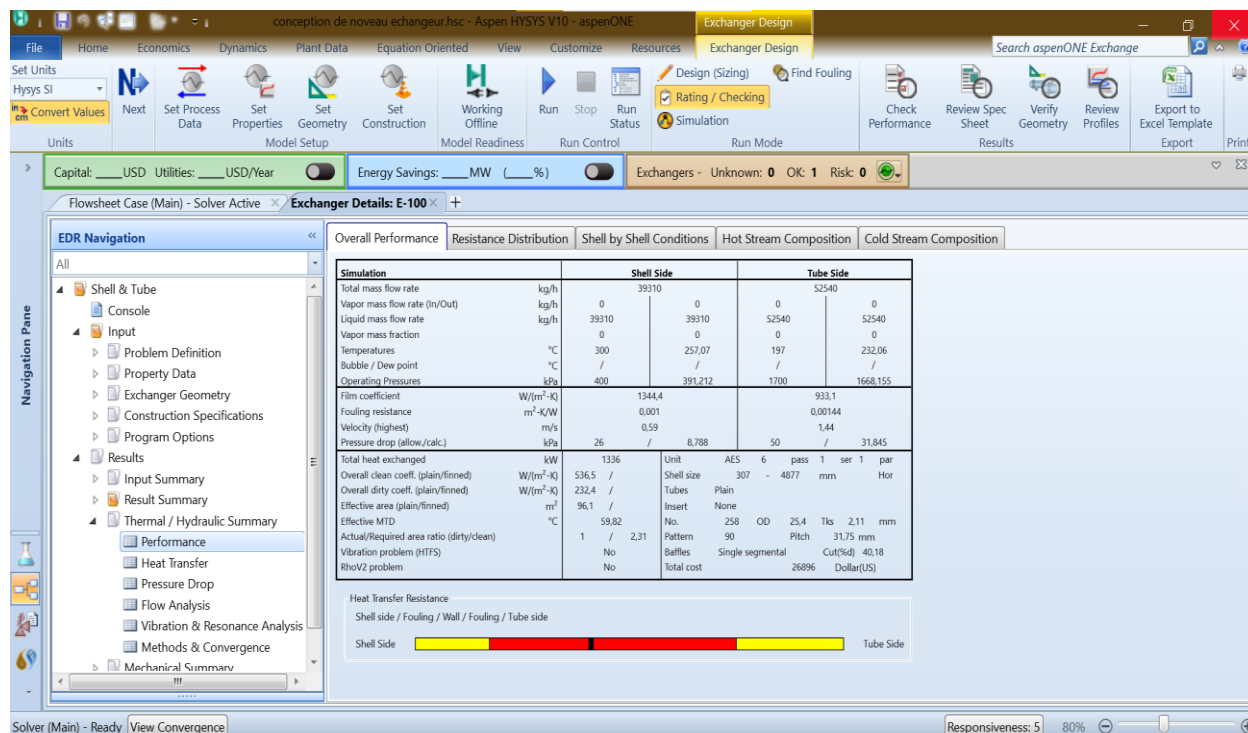 conception de noveau echangeur.hsc - Aspen HYSYS V10 - aspenONE Exchanger Design
File Home Economics Dynamics Plant Data Equation Oriented View Customize Resources Exchanger Design Search aspenONE Exchange
Set Units
Hysys SI
Convert Values
Units
Next
Set Process Data
Set Properties
Set Geometry
Set Construction
Model Setup
Working Offline
Model Readiness
Run
Stop
Run Status
Run Control
Design (Sizing)
Find Fouling
Rating / Checking
Simulation
Run Mode
Check Performance
Review Spec Sheet
Verify Geometry
Review Profiles
Results
Export to Excel Template
Export
Print
Capital: ____USD Utilities: ____USD/Year
Energy Savings: ____MW (____%)
Exchangers - Unknown: 0 OK: 1 Risk: 0
Flowsheet Case (Main) - Solver Active Exchanger Details: E-100 +
Navigation Pane
EDR Navigation
All
Shell & Tube
Console
Input
Problem Definition
Property Data
Exchanger Geometry
Construction Specifications
Program Options
Results
Input Summary
Result Summary
Thermal / Hydraulic Summary
Performance
Heat Transfer
Pressure Drop
Flow Analysis
Vibration & Resonance Analysis
Methods & Convergence
Mechanical Summary
Overall Performance Resistance Distribution Shell by Shell Conditions Hot Stream Composition Cold Stream Composition
Simulation Shell Side Tube Side
Total mass flow rate kg/h 39310 52540
Vapor mass flow rate (In/Out) kg/h 0 0 0 0
Liquid mass flow rate kg/h 39310 39310 52540 52540
Vapor mass fraction 0 0 0 0
Temperatures °C 300 257,07 197 232,06
Bubble / Dew point °C / / / /
Operating Pressures kPa 400 391,212 1700 1668,155
Film coefficient W/(m²-K) 1344,4 933,1
Fouling resistance m²-K/W 0,001 0,00144
Velocity (highest) m/s 0,59 1,44
Pressure drop (allow./calc.) kPa 26 / 8,788 50 / 31,845
Total heat exchanged kW 1336 Unit AES 6 pass 1 ser 1 par
Overall clean coeff. (plain/finned) W/(m²-K) 536,5 / Shell size 307 - 4877 mm Hor
Overall dirty coeff. (plain/finned) W/(m²-K) 232,4 / Tubes Plain
Effective area (plain/finned) m² 96,1 / Insert None
Effective MTD °C 59,82 No. 258 OD 25,4 Tks 2,11 mm
Actual/Required area ratio (dirty/clean) 1 / 2,31 Pattern 90 Pitch 31,75 mm
Vibration problem (HTFS) No Baffles Single segmental Cut(%d) 40,18
RhoV2 problem No Total cost 26896 Dollar(US)
Heat Transfer Resistance
Shell side / Fouling / Wall / Fouling / Tube side
Shell Side Tube Side
Solver (Main) - Ready View Convergence Responsiveness: 5 80%